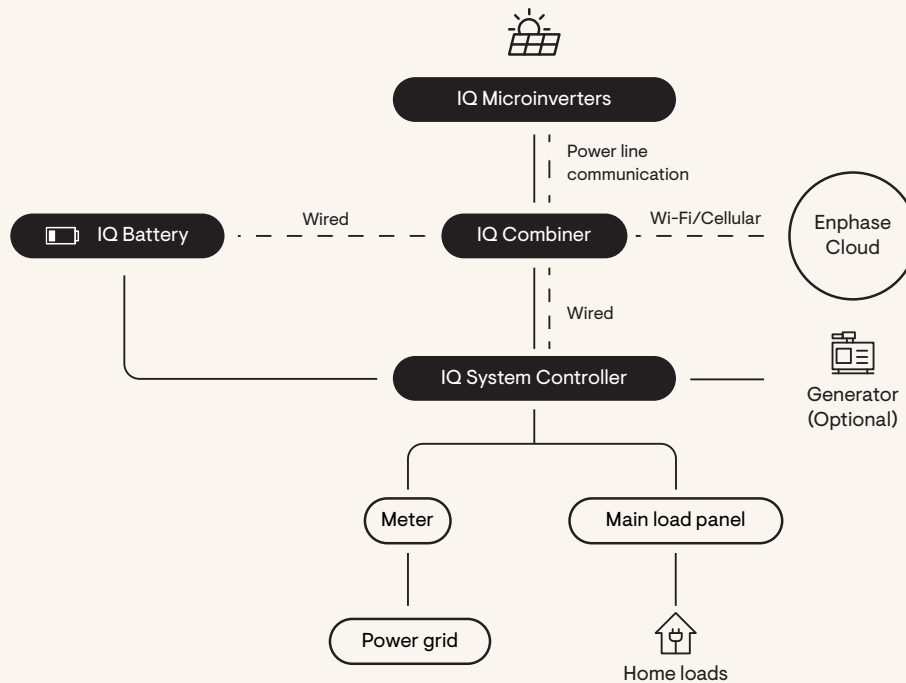 IQ Microinverters
Power line
communication
IQ Battery
Wired
IQ Combiner
Wi-Fi/Cellular
Enphase
Cloud
Wired
IQ System Controller
Generator
(Optional)
Meter
Main load panel
Power grid
Home loads